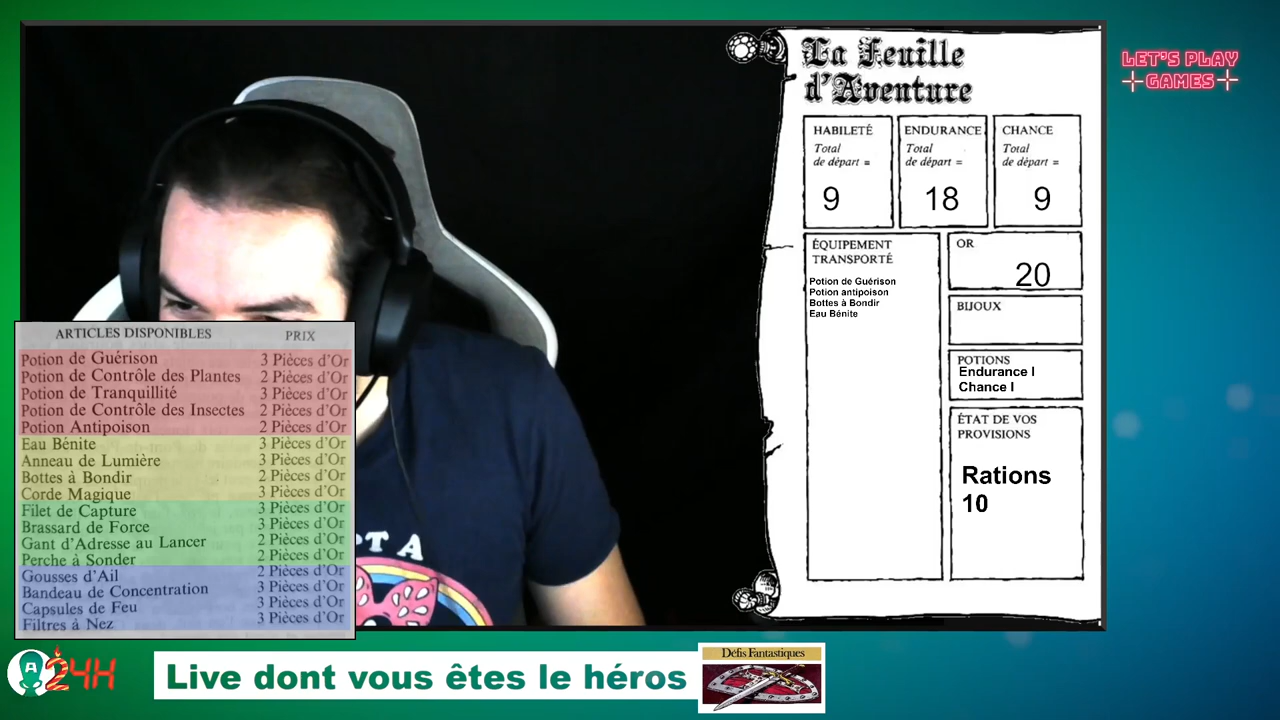 La Feuille
d'Aventure
LET'S PLAY
GAMES
HABILETÉ
Total
de départ =
9
ENDURANCE
Total
de départ =
18
CHANCE
Total
de départ =
9
ÉQUIPEMENT
TRANSPORTÉ
Potion de Guérison
Potion antipoison
Bottes à Bondir
Eau Bénite
OR
20
BIJOUX
POTIONS
Endurance I
Chance I
ÉTAT DE VOS
PROVISIONS
Rations
10
ARTICLES DISPONIBLES PRIX
Potion de Guérison 3 Pièces d'Or
Potion de Contrôle des Plantes 2 Pièces d'Or
Potion de Tranquillité 3 Pièces d'Or
Potion de Contrôle des Insectes 2 Pièces d'Or
Potion Antipoison 2 Pièces d'Or
Eau Bénite 3 Pièces d'Or
Anneau de Lumière 3 Pièces d'Or
Bottes à Bondir 2 Pièces d'Or
Corde Magique 3 Pièces d'Or
Filet de Capture 3 Pièces d'Or
Brassard de Force 3 Pièces d'Or
Gant d'Adresse au Lancer 2 Pièces d'Or
Perche à Sonder 2 Pièces d'Or
Gousses d'Ail 2 Pièces d'Or
Bandeau de Concentration 3 Pièces d'Or
Capsules de Feu 3 Pièces d'Or
Filtres à Nez 3 Pièces d'Or
T A
A
24H
Live dont vous êtes le héros
Défis Fantastiques